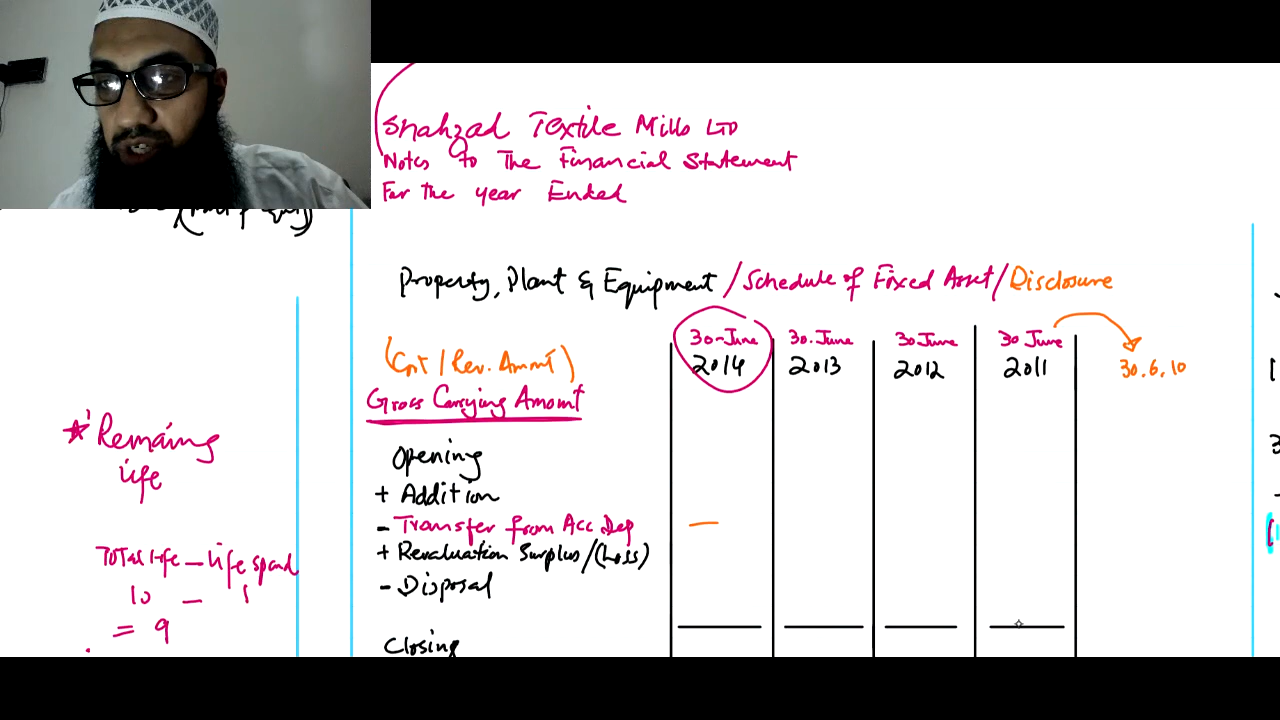 Shahzad Textile Mills LTD
Notes to The Financial Statement
For the year Ended
Property, Plant & Equipment / Schedule of Fixed Asset / Disclosure
30-June 30.June 30 June 30 June
(Cost / Rev. Amount) 2014 2013 2012 2011 30.6.10
Gross Carrying Amount
* Remaing
life
Opening
+ Addition
- Transfer from Acc Dep —
+ Revaluation Surplus/(Loss)
- Disposal
Total life - life spend
10 - 1
= 9
Closing